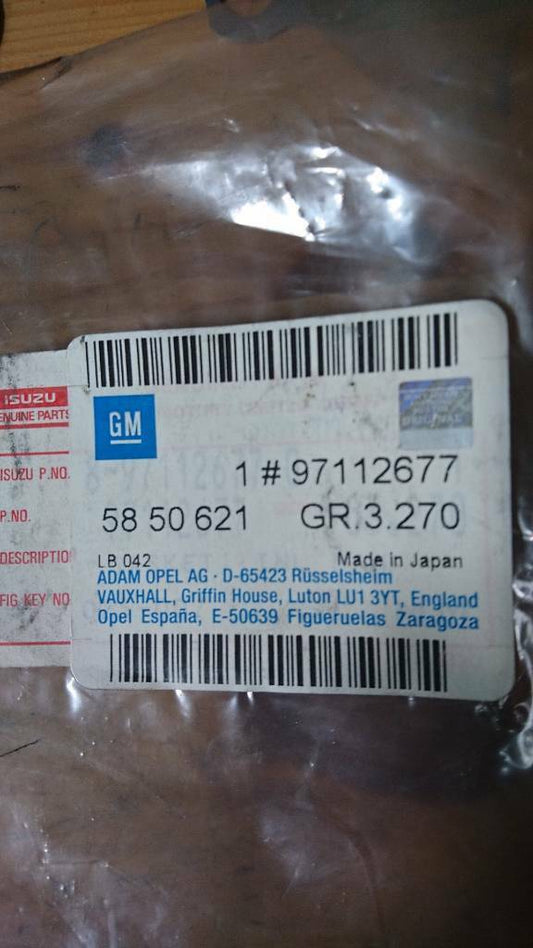 ISUZU
ENUINE PARTS
ISUZU P.NO.
P.NO.
DESCRIPTIO
FIG KEY NO
GM
1 # 97112677
58 50 621 GR.3.270
LB 042 Made in Japan
ADAM OPEL AG · D-65423 Rüsselsheim
VAUXHALL, Griffin House, Luton LU1 3YT, England
Opel España, E-50639 Figueruelas Zaragoza